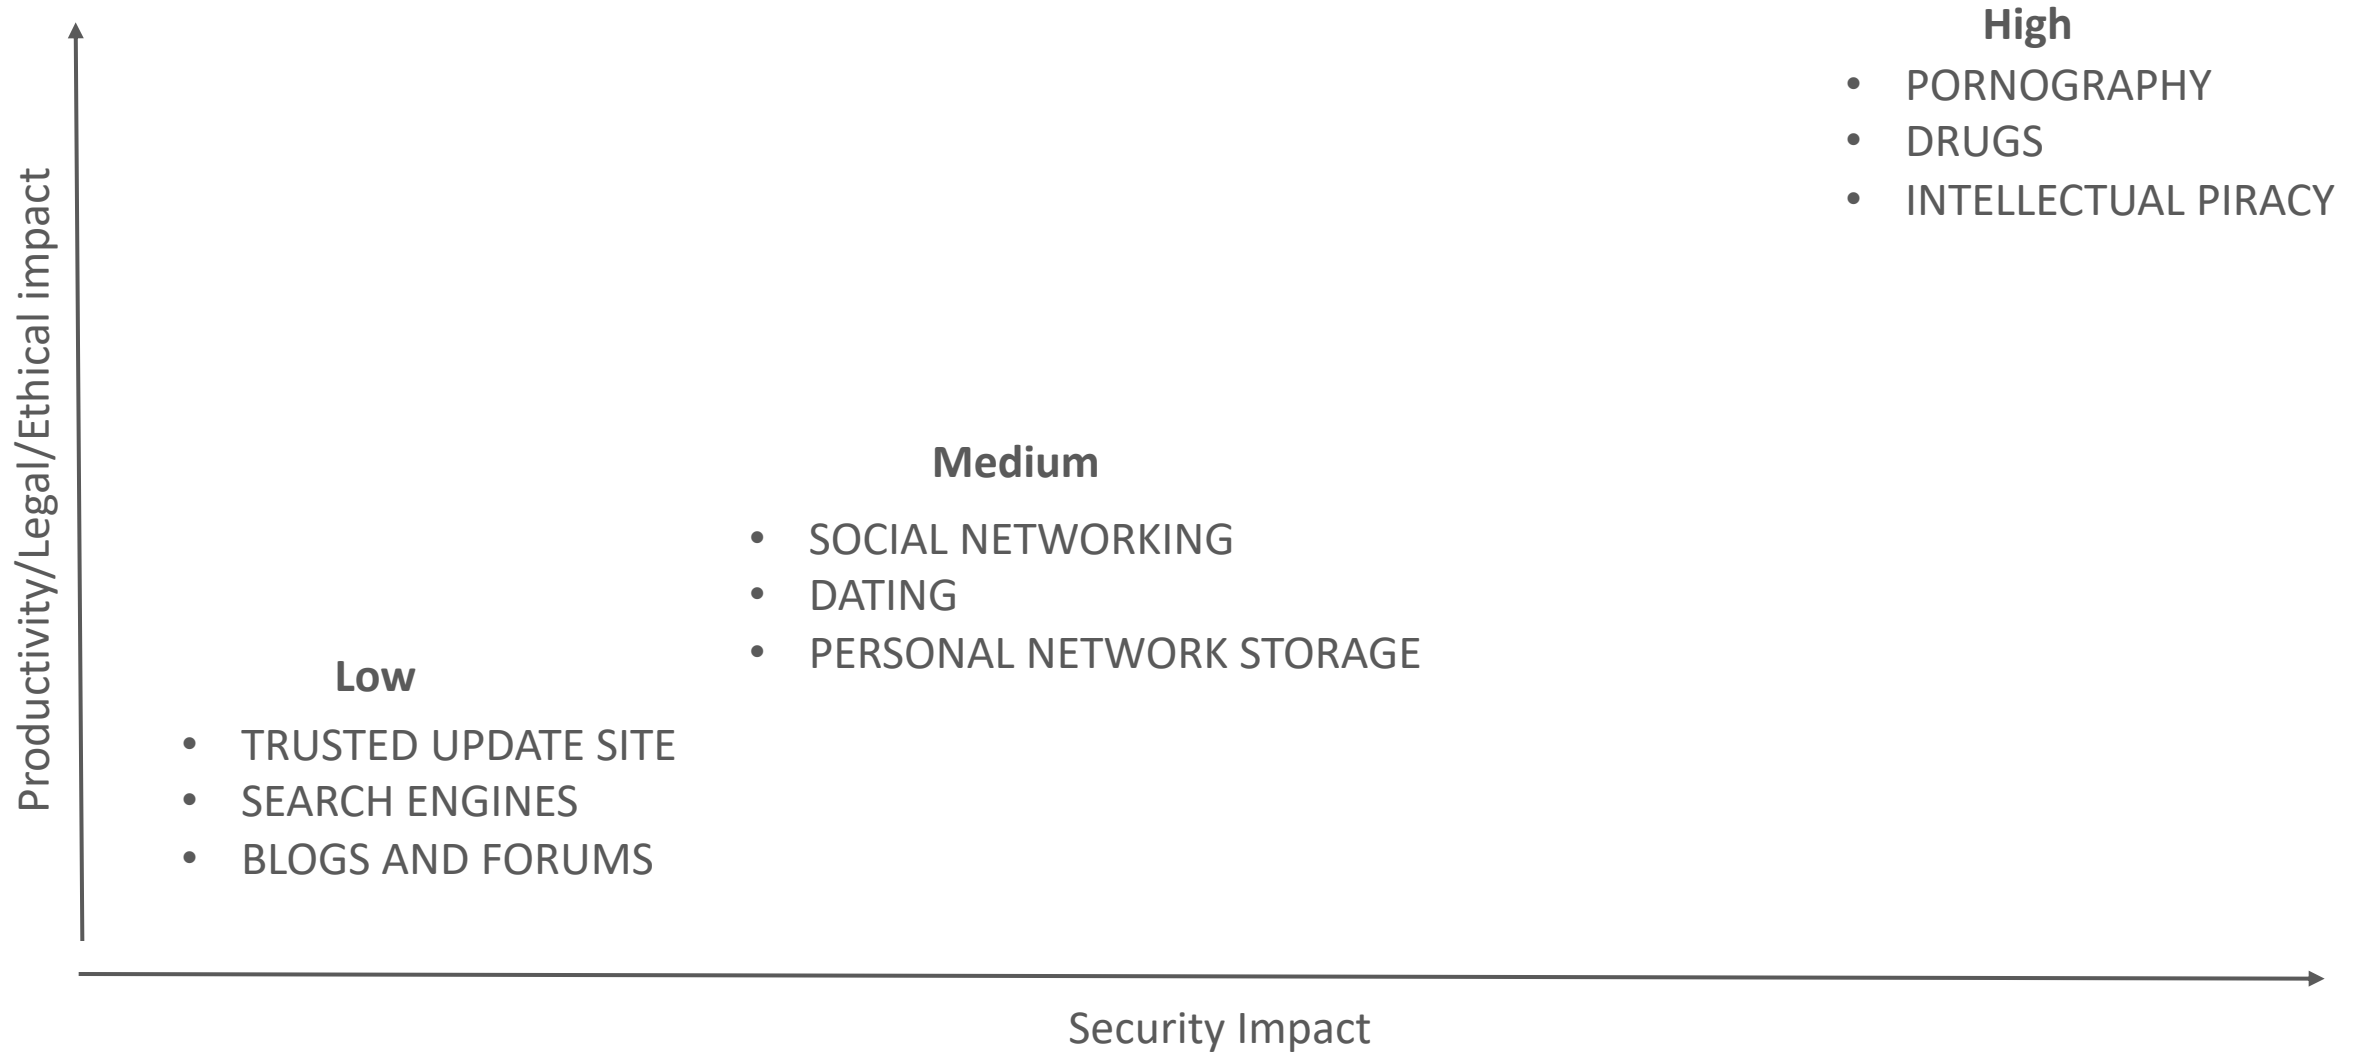 High
• PORNOGRAPHY
• DRUGS
• INTELLECTUAL PIRACY
Productivity/Legal/Ethical impact
Medium
• SOCIAL NETWORKING
• DATING
• PERSONAL NETWORK STORAGE
Low
• TRUSTED UPDATE SITE
• SEARCH ENGINES
• BLOGS AND FORUMS
Security Impact